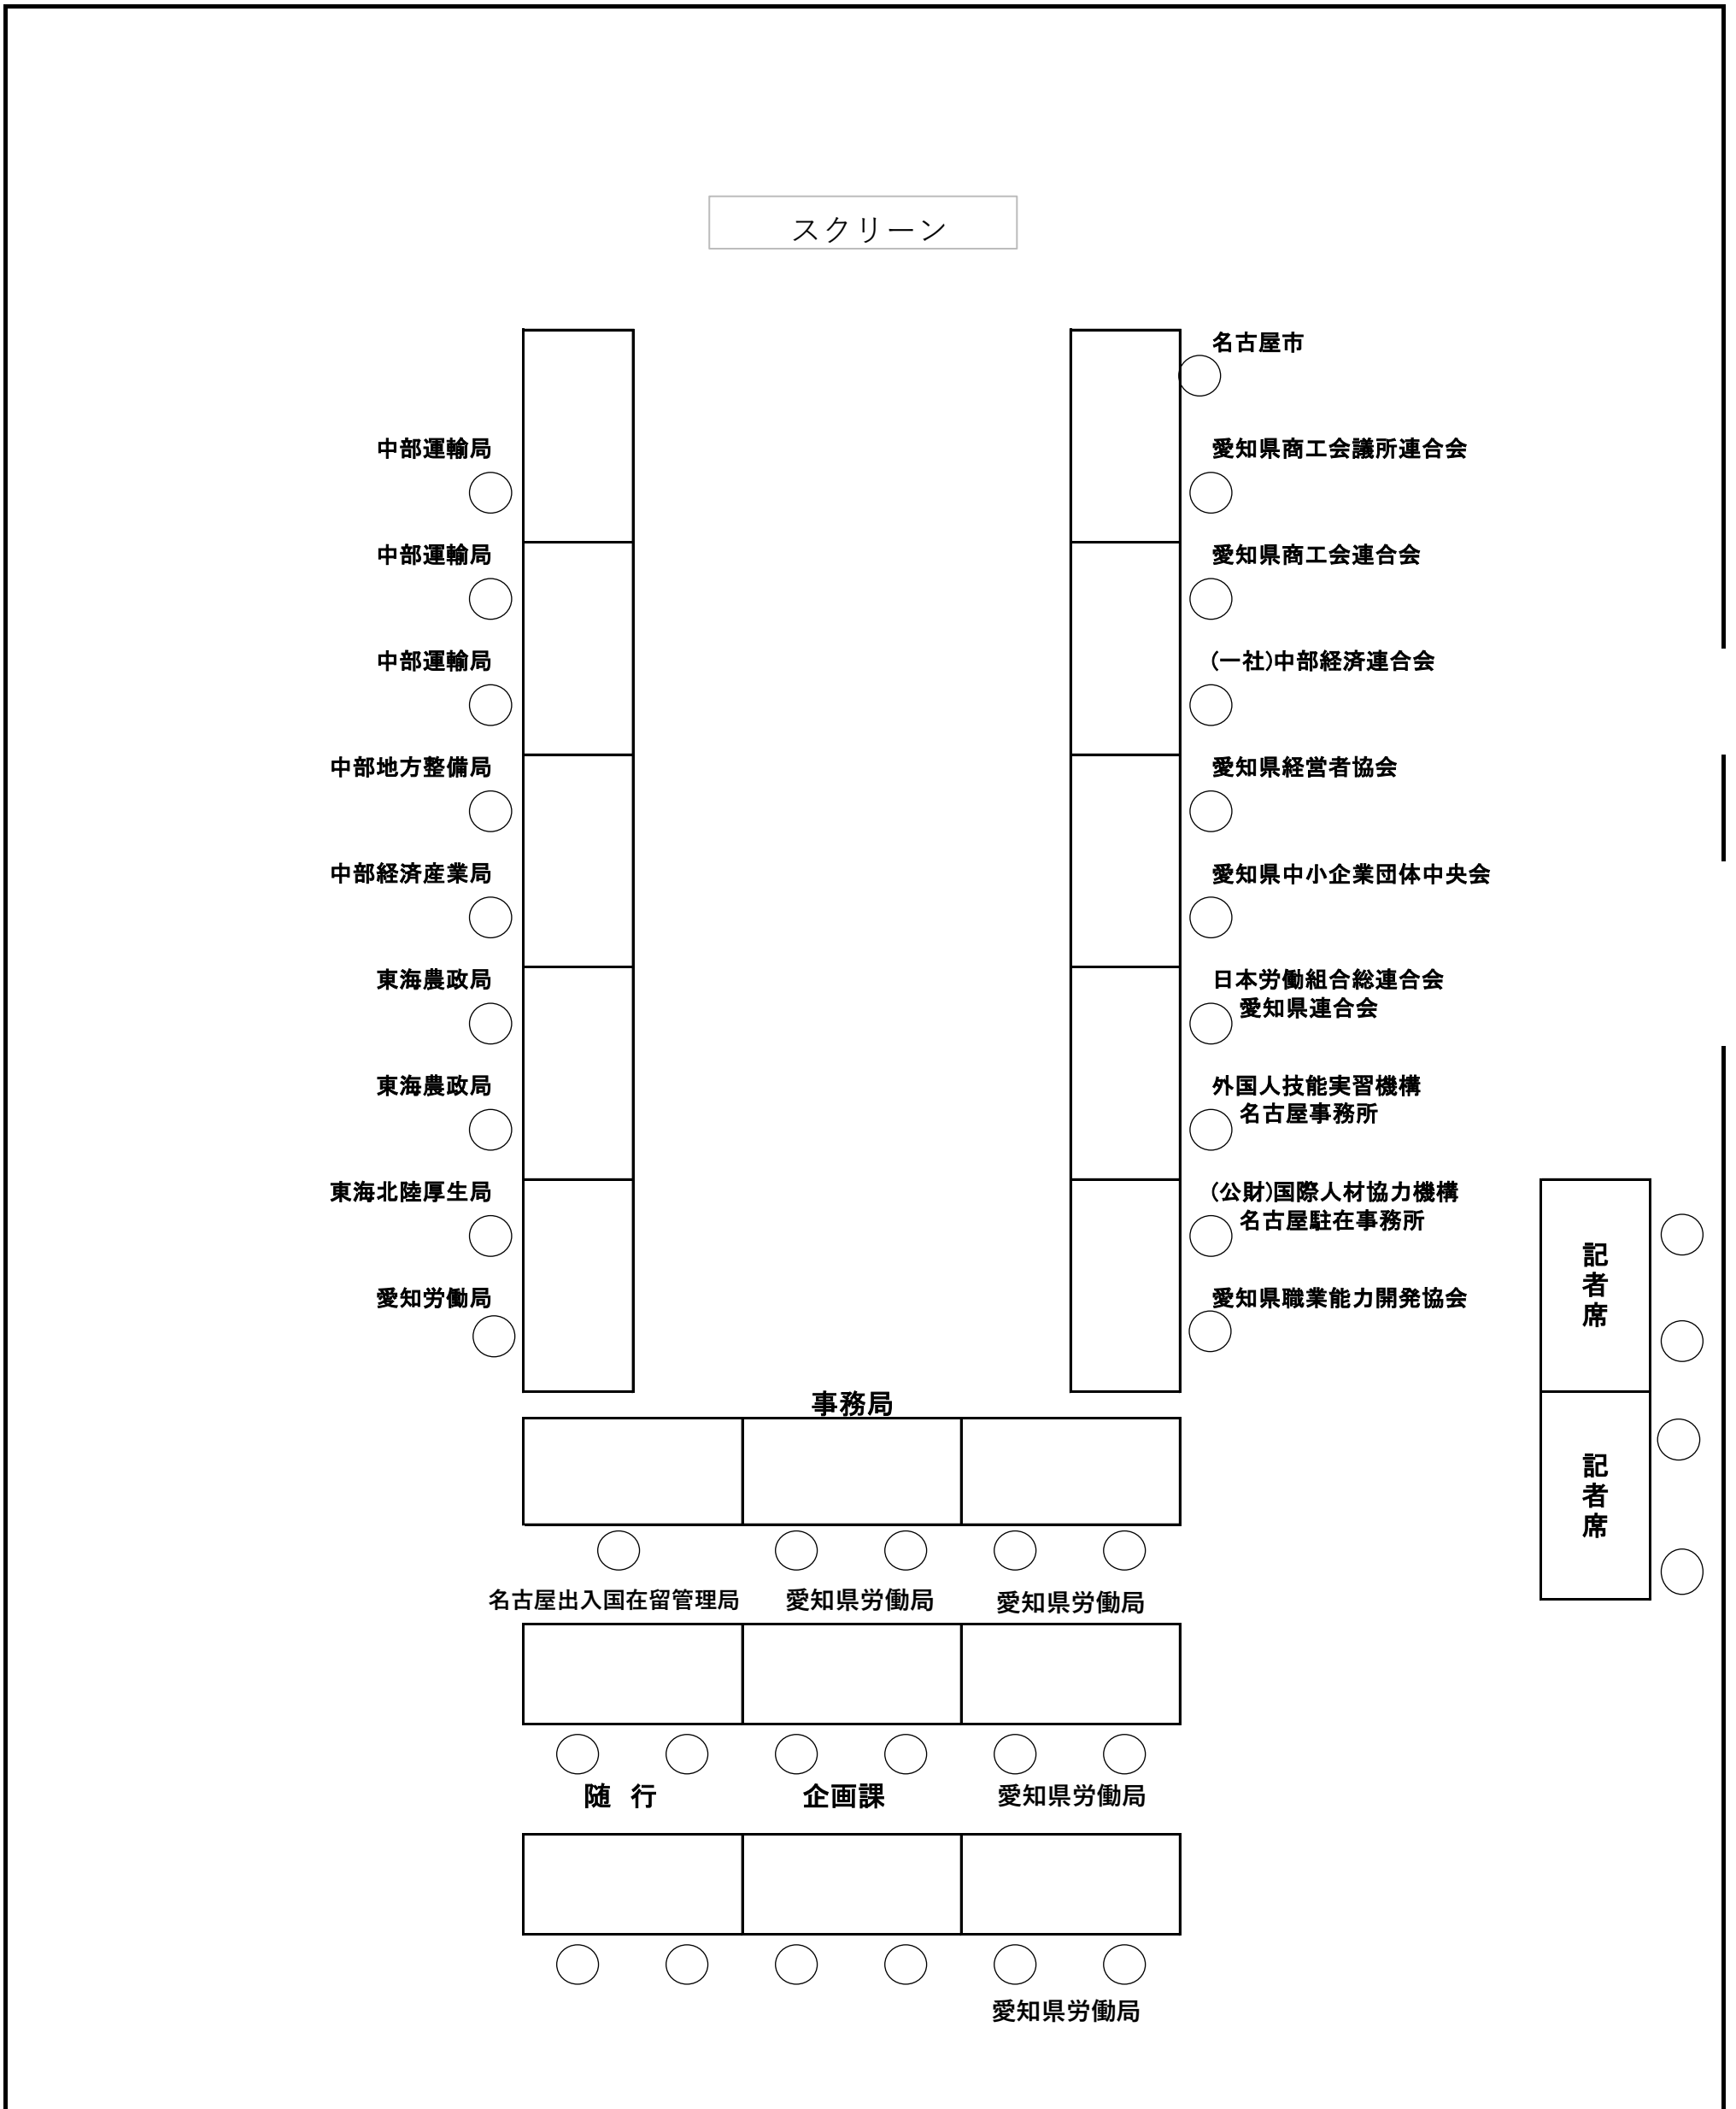 スクリーン
名古屋市
中部運輸局
愛知県商工会議所連合会
中部運輸局
愛知県商工会連合会
中部運輸局
(一社)中部経済連合会
中部地方整備局
愛知県経営者協会
中部経済産業局
愛知県中小企業団体中央会
東海農政局
日本労働組合総連合会
愛知県連合会
東海農政局
外国人技能実習機構
名古屋事務所
東海北陸厚生局
(公財)国際人材協力機構
名古屋駐在事務所
愛知労働局
愛知県職業能力開発協会
記者席
記者席
事務局
名古屋出入国在留管理局
愛知県労働局
愛知県労働局
随 行
企画課
愛知県労働局
愛知県労働局